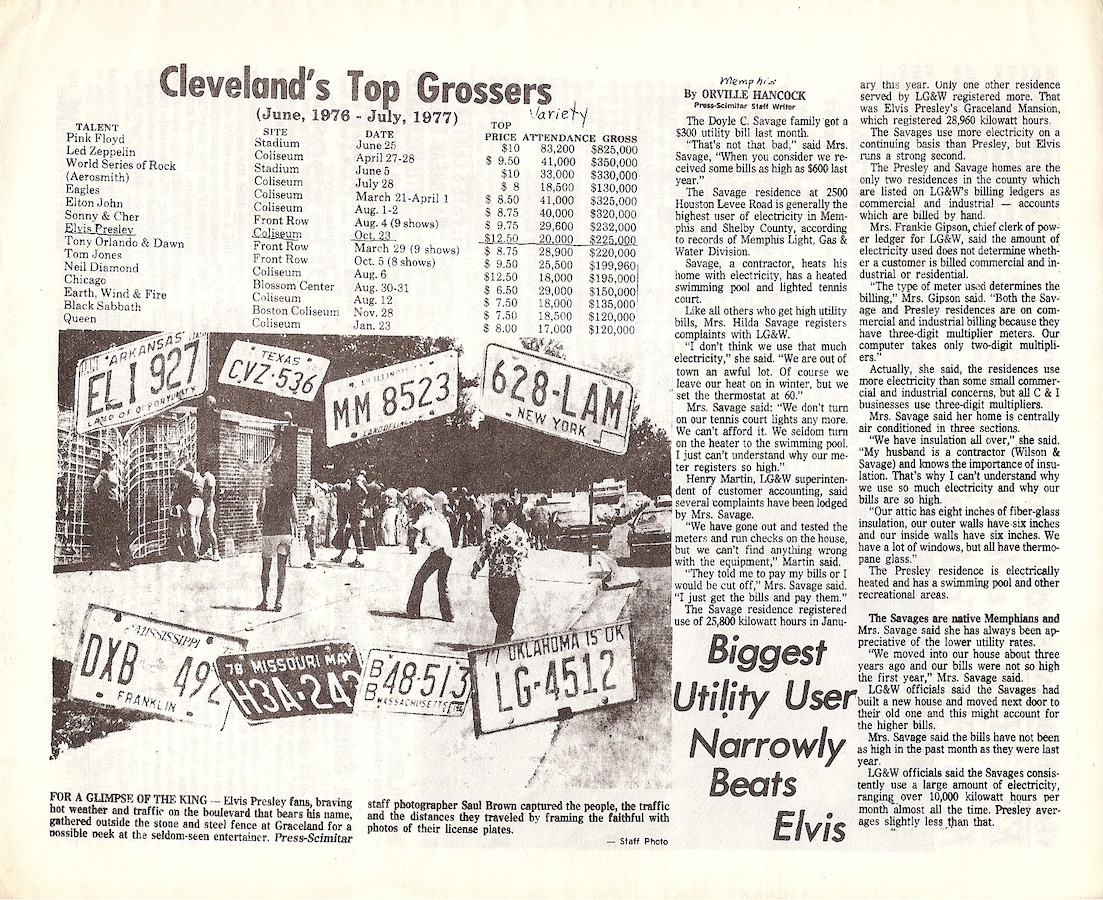 Cleveland's Top Grossers
(June, 1976 - July, 1977)
Variety
TALENT SITE DATE TOP PRICE ATTENDANCE GROSS
Pink Floyd Stadium June 25 $10 83,200 $825,000
Led Zeppelin Coliseum April 27-28 $ 9.50 41,000 $350,000
World Series of Rock Stadium June 5 $10 33,000 $330,000
(Aerosmith) Coliseum July 28 $ 8 18,500 $130,000
Eagles Coliseum March 21-April 1 $ 8.50 41,000 $325,000
Elton John Coliseum Aug. 1-2 $ 8.75 40,000 $320,000
Sonny & Cher Front Row Aug. 4 (9 shows) $ 9.75 29,600 $232,000
Elvis Presley Coliseum Oct. 23 $12.50 20,000 $225,000
Tony Orlando & Dawn Front Row March 29 (9 shows) $ 8.75 28,900 $220,000
Tom Jones Front Row Oct. 5 (8 shows) $ 9.50 25,500 $199,960
Neil Diamond Coliseum Aug. 6 $12.50 18,000 $195,000
Chicago Blossom Center Aug. 30-31 $ 6.50 29,000 $150,000
Earth, Wind & Fire Coliseum Aug. 12 $ 7.50 18,000 $135,000
Black Sabbath Boston Coliseum Nov. 28 $ 7.50 18,500 $120,000
Queen Coliseum Jan. 23 $ 8.00 17,000 $120,000
ARKANSAS
ELI 927
LAND OF OPPORTUNITY
TEXAS
CVZ·536
ILLINOIS
MM 8523
628-LAM
NEW YORK
MISSISSIPPI
DXB 492
FRANKLIN
78 MISSOURI MAY
H3A-242
BB 48·513
MASSACHUSETTS
77 OKLAHOMA IS OK
LG-4512
FOR A GLIMPSE OF THE KING — Elvis Presley fans, braving
hot weather and traffic on the boulevard that bears his name,
gathered outside the stone and steel fence at Graceland for a
possible peek at the seldom-seen entertainer. Press-Scimitar
staff photographer Saul Brown captured the people, the traffic
and the distances they traveled by framing the faithful with
photos of their license plates.
— Staff Photo
Memphis
By ORVILLE HANCOCK
Press-Scimitar Staff Writer
The Doyle C. Savage family got a
$300 utility bill last month.
"That's not that bad," said Mrs.
Savage, "When you consider we re-
ceived some bills as high as $600 last
year."
The Savage residence at 2500
Houston Levee Road is generally the
highest user of electricity in Mem-
phis and Shelby County, according
to records of Memphis Light, Gas &
Water Division.
Savage, a contractor, heats his
home with electricity, has a heated
swimming pool and lighted tennis
court.
Like all others who get high utility
bills, Mrs. Hilda Savage registers
complaints with LG&W.
"I don't think we use that much
electricity," she said. "We are out of
town an awful lot. Of course we
leave our heat on in winter, but we
set the thermostat at 60."
Mrs. Savage said: "We don't turn
on our tennis court lights any more.
We can't afford it. We seldom turn
on the heater to the swimming pool.
I just can't understand why our me-
ter registers so high."
Henry Martin, LG&W superinten-
dent of customer accounting, said
several complaints have been lodged
by Mrs. Savage.
"We have gone out and tested the
meters and run checks on the house,
but we can't find anything wrong
with the equipment," Martin said.
"They told me to pay my bills or I
would be cut off," Mrs. Savage said.
"I just get the bills and pay them."
The Savage residence registered
use of 25,800 kilowatt hours in Janu-
Biggest
Utility User
Narrowly
Beats
Elvis
ary this year. Only one other residence
served by LG&W registered more. That
was Elvis Presley's Graceland Mansion,
which registered 28,960 kilowatt hours.
The Savages use more electricity on a
continuing basis than Presley, but Elvis
runs a strong second.
The Presley and Savage homes are the
only two residences in the county which
are listed on LG&W's billing ledgers as
commercial and industrial — accounts
which are billed by hand.
Mrs. Frankie Gipson, chief clerk of pow-
er ledger for LG&W, said the amount of
electricity used does not determine wheth-
er a customer is billed commercial and in-
dustrial or residential.
"The type of meter used determines the
billing," Mrs. Gipson said. "Both the Sav-
age and Presley residences are on com-
mercial and industrial billing because they
have three-digit multiplier meters. Our
computer takes only two-digit multipli-
ers."
Actually, she said, the residences use
more electricity than some small commer-
cial and industrial concerns, but all C & I
businesses use three-digit multipliers.
Mrs. Savage said her home is centrally
air conditioned in three sections.
"We have insulation all over," she said.
"My husband is a contractor (Wilson &
Savage) and knows the importance of insu-
lation. That's why I can't understand why
we use so much electricity and why our
bills are so high.
"Our attic has eight inches of fiber-glass
insulation, our outer walls have six inches
and our inside walls have six inches. We
have a lot of windows, but all have thermo-
pane glass."
The Presley residence is electrically
heated and has a swimming pool and other
recreational areas.
The Savages are native Memphians and
Mrs. Savage said she has always been ap-
preciative of the lower utility rates.
"We moved into our house about three
years ago and our bills were not so high
the first year," Mrs. Savage said.
LG&W officials said the Savages had
built a new house and moved next door to
their old one and this might account for
the higher bills.
Mrs. Savage said the bills have not been
as high in the past month as they were last
year.
LG&W officials said the Savages consis-
tently use a large amount of electricity,
ranging over 10,000 kilowatt hours per
month almost all the time. Presley aver-
ages slightly less than that.